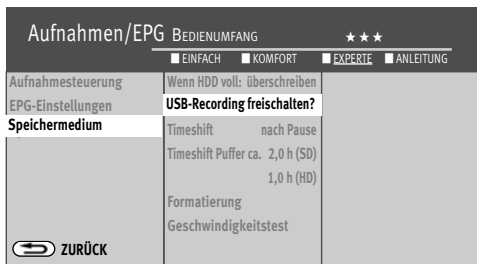 Aufnahmen/EPG BEDIENUMFANG ★★★
EINFACH KOMFORT EXPERTE ANLEITUNG
Aufnahmesteuerung
EPG-Einstellungen
Speichermedium
Wenn HDD voll: überschreiben
USB-Recording freischalten?
Timeshift nach Pause
Timeshift Puffer ca. 2,0 h (SD)
1,0 h (HD)
Formatierung
Geschwindigkeitstest
ZURÜCK